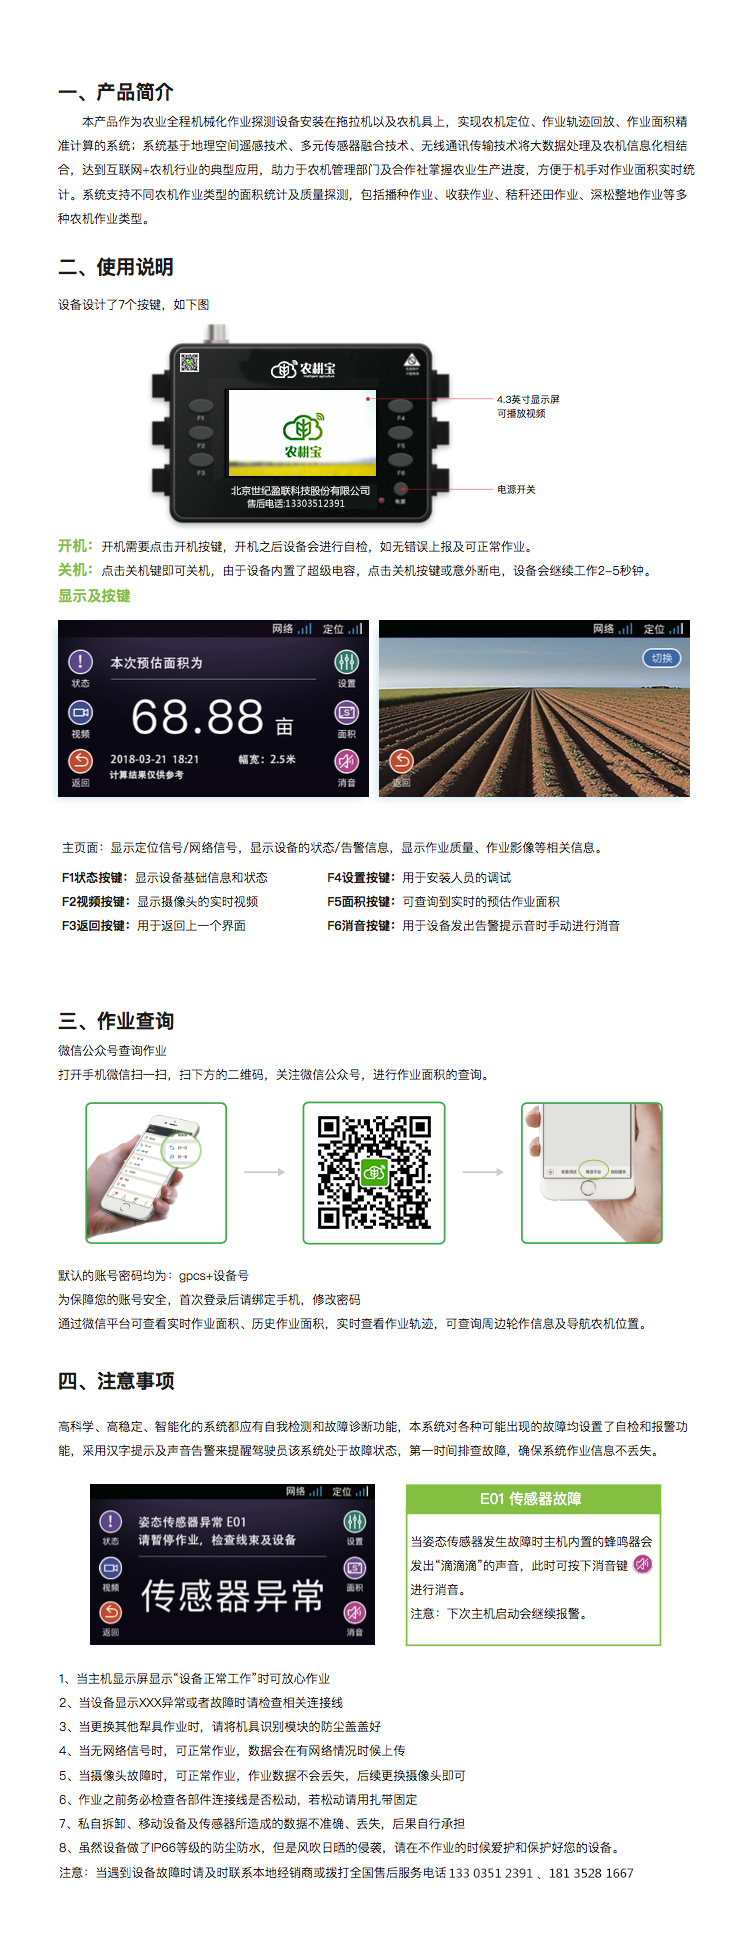 一、产品简介
本产品作为农业全程机械化作业探测设备安装在拖拉机以及农机具上，实现农机定位、作业轨迹回放、作业面积精
准计算的系统；系统基于地理空间遥感技术、多元传感器融合技术、无线通讯传输技术将大数据处理及农机信息化相结
合，达到互联网+农机行业的典型应用，助力于农机管理部门及合作社掌握农业生产进度，方便于机手对作业面积实时统
计。系统支持不同农机作业类型的面积统计及质量探测，包括播种作业、收获作业、秸秆还田作业、深松整地作业等多
种农机作业类型。
二、使用说明
设备设计了7个按键，如下图
农耕宝
F1
F2
F3
农耕宝
F4
F5
F6
电源
北京世纪盈联科技股份有限公司
售后电话:13303512391
4.3英寸显示屏
可播放视频
电源开关
开机：开机需要点击开机按键，开机之后设备会进行自检，如无错误上报及可正常作业。
关机：点击关机键即可关机，由于设备内置了超级电容，点击关机按键或意外断电，设备会继续工作2-5秒钟。
显示及按键
网络 定位
状态
视频
返回
本次预估面积为
68.88 亩
2018-03-21 18:21 幅宽：2.5米
计算结果仅供参考
设置
面积
消音
网络 定位
切换
返回
主页面：显示定位信号/网络信号，显示设备的状态/告警信息，显示作业质量、作业影像等相关信息。
F1状态按键：显示设备基础信息和状态 F4设置按键：用于安装人员的调试
F2视频按键：显示摄像头的实时视频 F5面积按键：可查询到实时的预估作业面积
F3返回按键：用于返回上一个界面 F6消音按键：用于设备发出告警提示音时手动进行消音
三、作业查询
微信公众号查询作业
打开手机微信扫一扫，扫下方的二维码，关注微信公众号，进行作业面积的查询。
默认的账号密码均为：gpcs+设备号
为保障您的账号安全，首次登录后请绑定手机，修改密码
通过微信平台可查看实时作业面积、历史作业面积，实时查看作业轨迹，可查询周边轮作信息及导航农机位置。
四、注意事项
高科学、高稳定、智能化的系统都应有自我检测和故障诊断功能，本系统对各种可能出现的故障均设置了自检和报警功
能，采用汉字提示及声音告警来提醒驾驶员该系统处于故障状态，第一时间排查故障，确保系统作业信息不丢失。
网络 定位
状态
视频
返回
姿态传感器异常 E01
请暂停作业，检查线束及设备
传感器异常
设置
面积
消音
E01 传感器故障
当姿态传感器发生故障时主机内置的蜂鸣器会
发出“滴滴滴”的声音，此时可按下消音键
进行消音。
注意：下次主机启动会继续报警。
1、当主机显示屏显示“设备正常工作”时可放心作业
2、当设备显示XXX异常或者故障时请检查相关连接线
3、当更换其他犁具作业时，请将机具识别模块的防尘盖盖好
4、当无网络信号时，可正常作业，数据会在有网络情况时候上传
5、当摄像头故障时，可正常作业，作业数据不会丢失，后续更换摄像头即可
6、作业之前务必检查各部件连接线是否松动，若松动请用扎带固定
7、私自拆卸、移动设备及传感器所造成的数据不准确、丢失，后果自行承担
8、虽然设备做了IP66等级的防尘防水，但是风吹日晒的侵袭，请在不作业的时候爱护和保护好您的设备。
注意：当遇到设备故障时请及时联系本地经销商或拨打全国售后服务电话133 0351 2391 、181 3528 1667